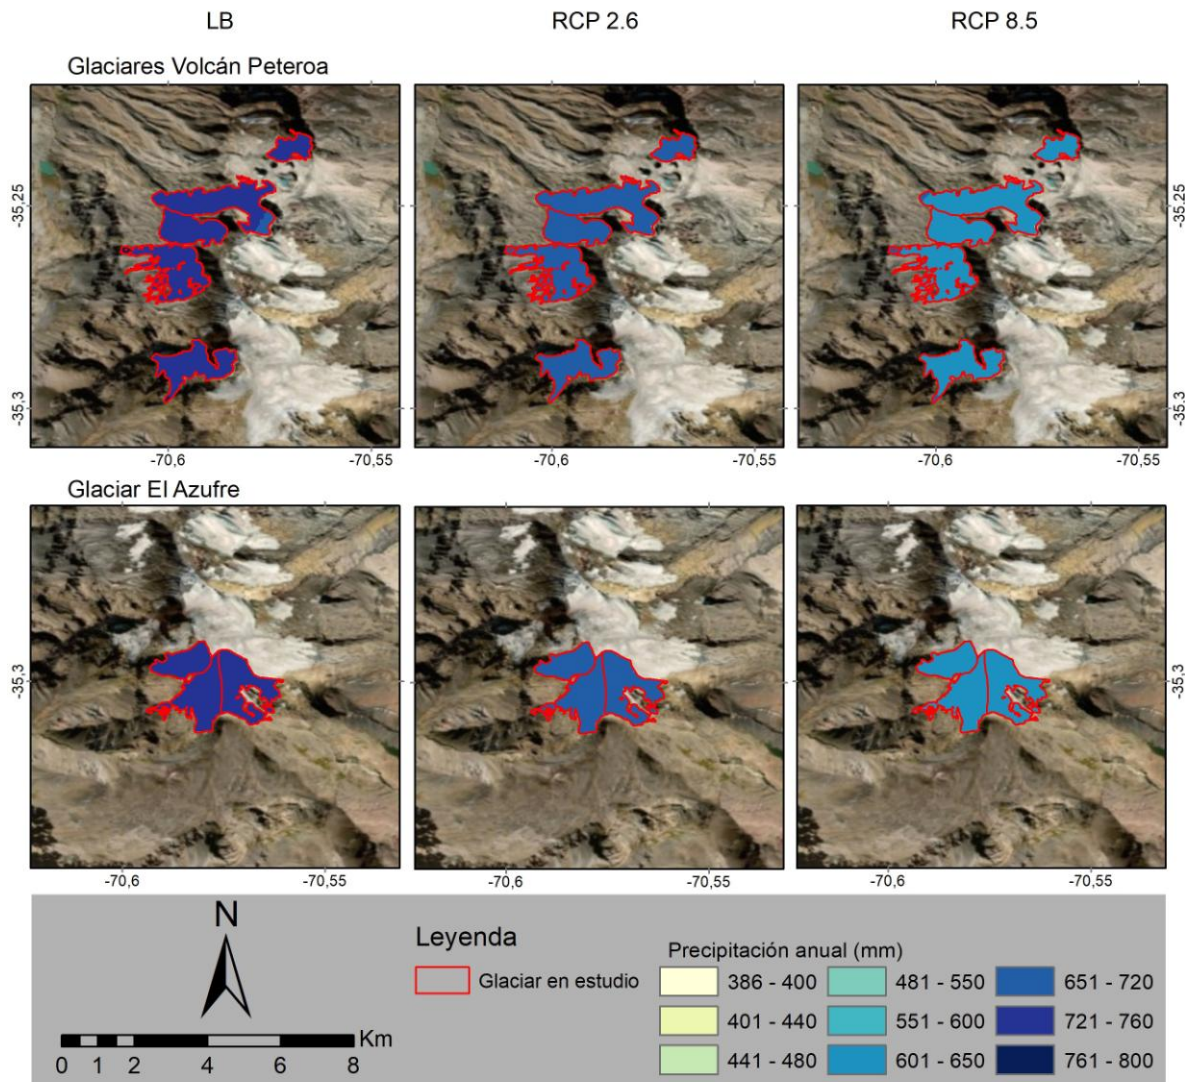 LB RCP 2.6 RCP 8.5
Glaciares Volcán Peteroa
-35,25 -35,25
-35,3 -35,3
-70,6 -70,55 -70,6 -70,55 -70,6 -70,55
Glaciar El Azufre
-35,3 -35,3
-70,6 -70,55 -70,6 -70,55 -70,6 -70,55
N
Leyenda
Glaciar en estudio
Km
0 1 2 4 6 8
Precipitación anual (mm)
386 - 400 481 - 550 651 - 720
401 - 440 551 - 600 721 - 760
441 - 480 601 - 650 761 - 800